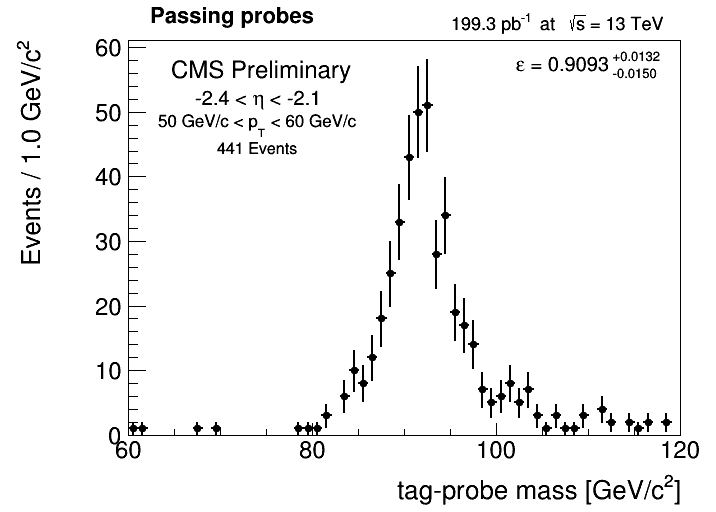 Passing probes
199.3 pb⁻¹ at √s = 13 TeV
CMS Preliminary
-2.4 < η < -2.1
50 GeV/c < p_T < 60 GeV/c
441 Events
ε = 0.9093 +0.0132 -0.0150
Events / 1.0 GeV/c²
60
50
40
30
20
10
0
60 80 100 120
tag-probe mass [GeV/c²]